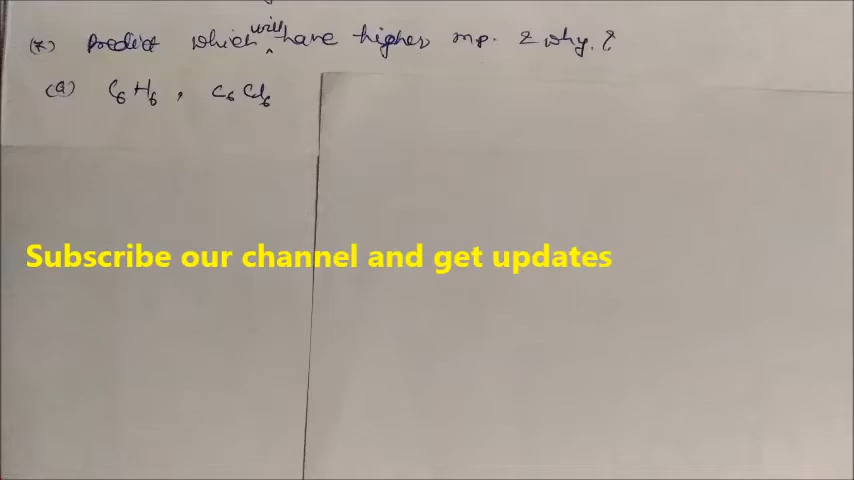 (*) Predict which will have higher m.p. & why.?
(a) C6H6 , C6Cl6
Subscribe our channel and get updates